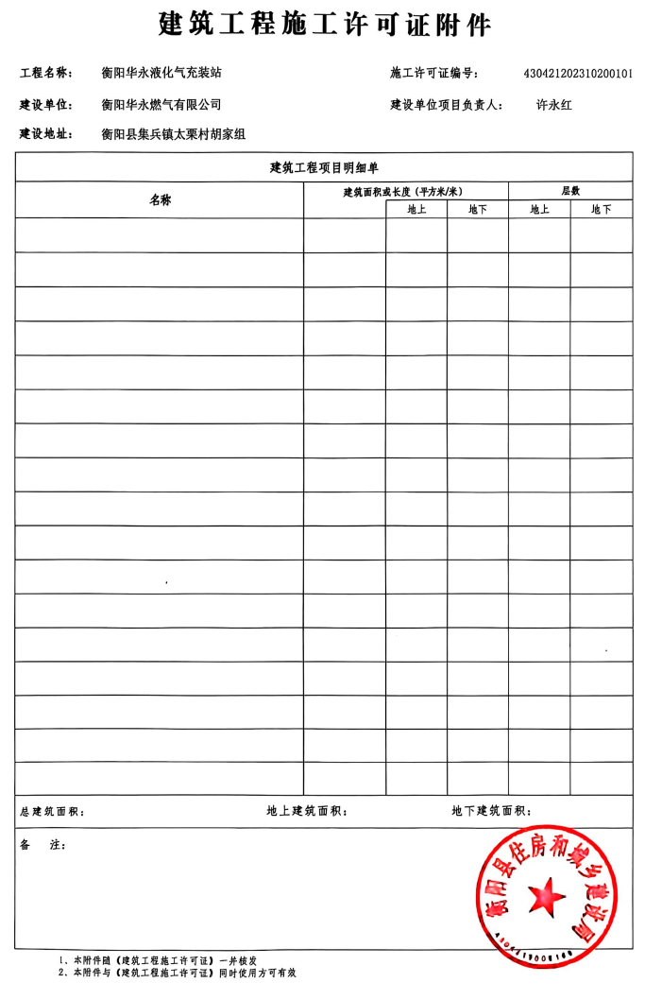 建筑工程施工许可证附件
工程名称： 衡阳华永液化气充装站 施工许可证编号： 430421202310200101
建设单位： 衡阳华永燃气有限公司 建设单位项目负责人： 许永红
建设地址： 衡阳县集兵镇太栗村胡家组
建筑工程项目明细单
名称 建筑面积或长度（平方米/米） 层数
地上 地下 地上 地下
总建筑面积： 地上建筑面积： 地下建筑面积：
备 注：
衡阳县住房和城乡建设局
1、本附件随《建筑工程施工许可证》一并核发
2、本附件与《建筑工程施工许可证》同时使用方可有效